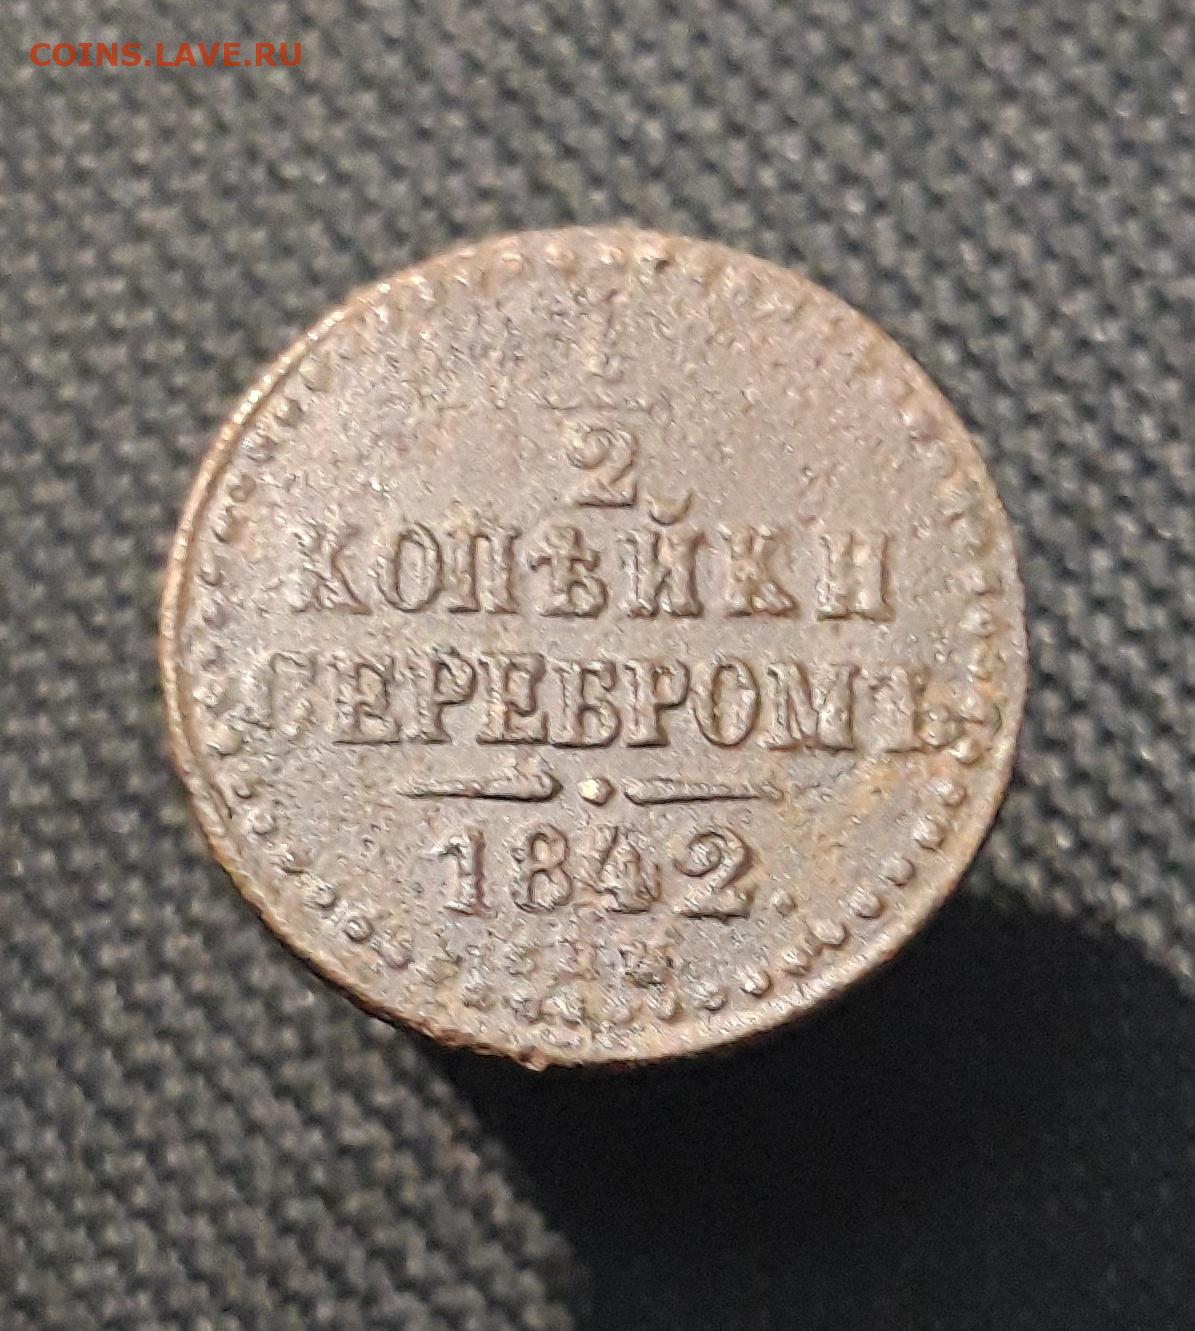 COINS.LAVE.RU
1
2
КОПѢЙКИ
СЕРЕБРОМЪ
1842.